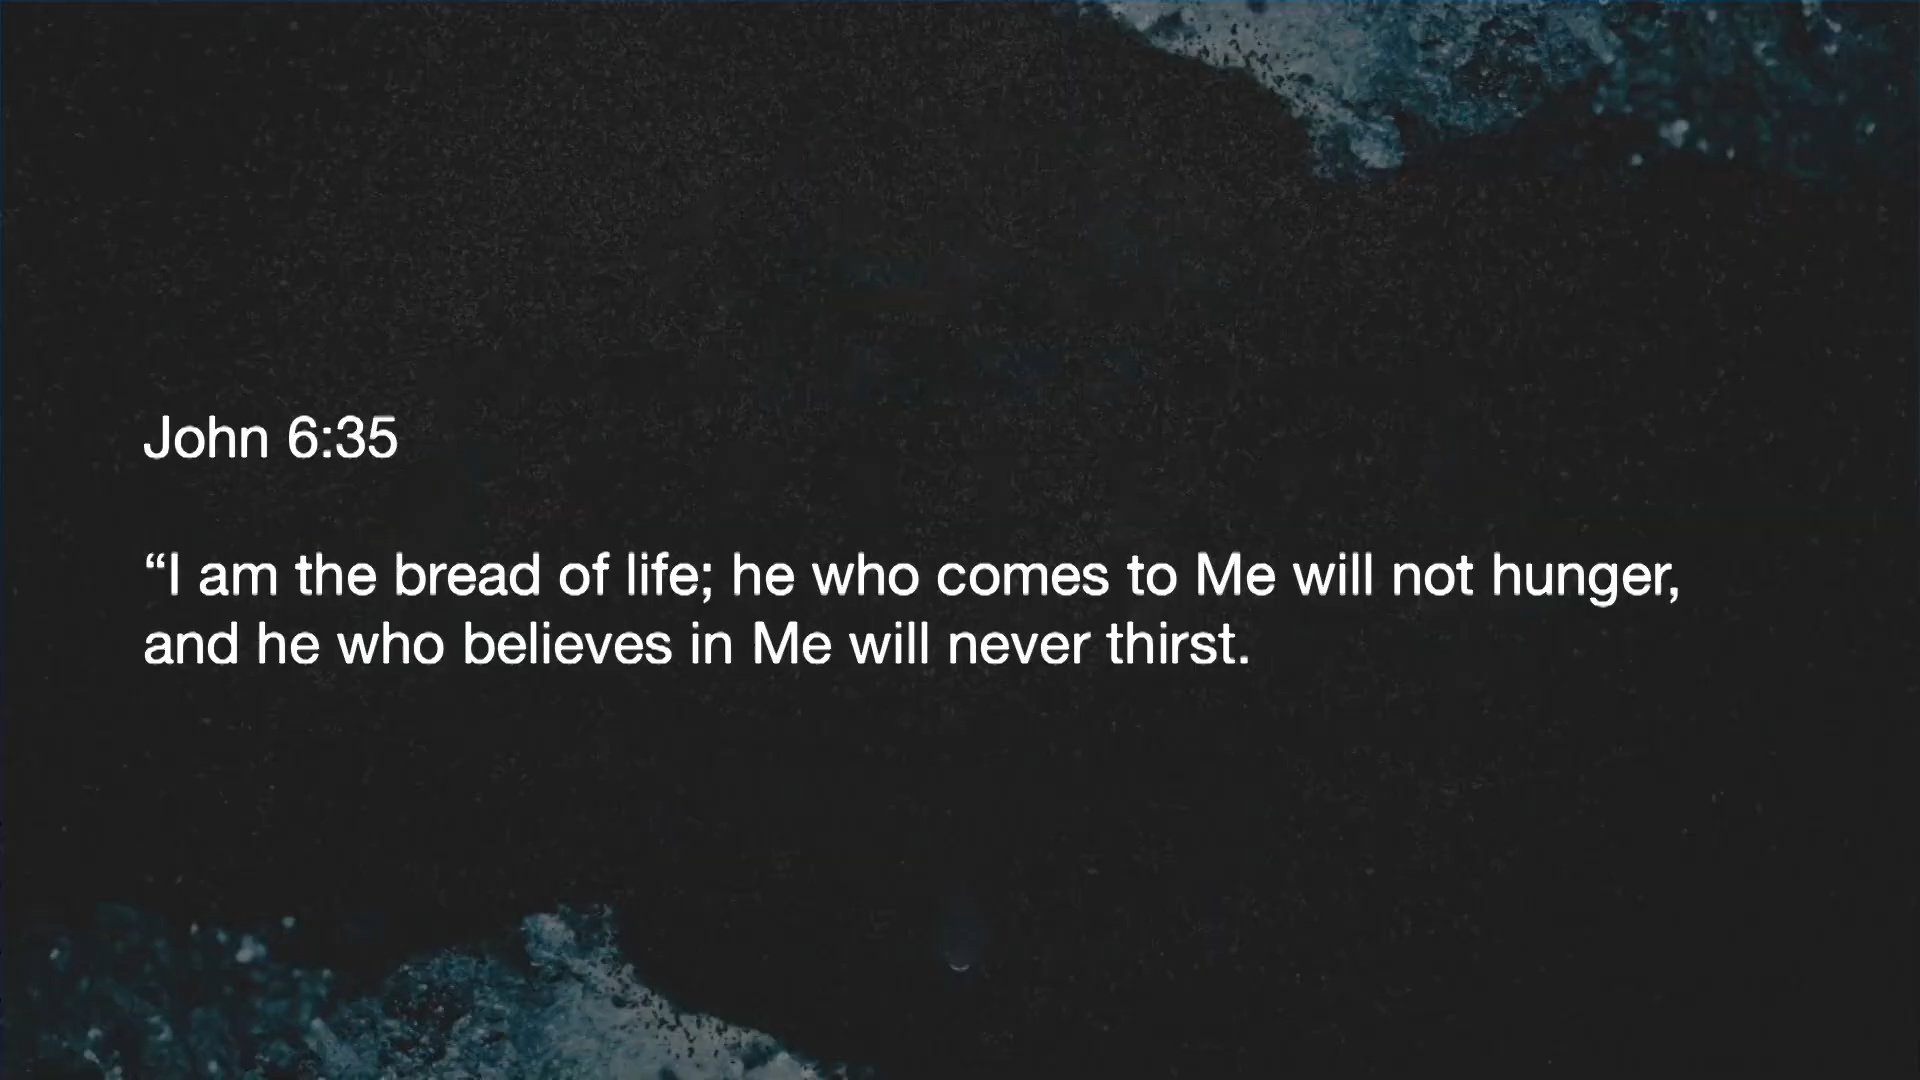 John 6:35
“I am the bread of life; he who comes to Me will not hunger,
and he who believes in Me will never thirst.